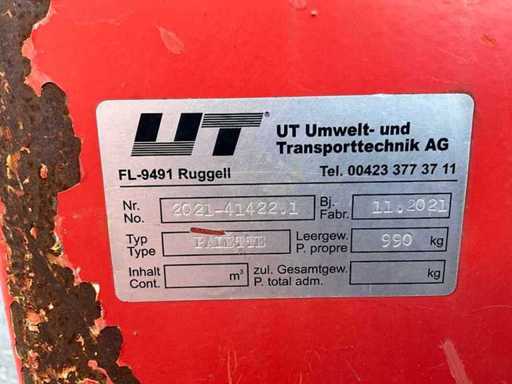 UT®
UT Umwelt- und
Transporttechnik AG
FL-9491 Ruggell
Tel. 00423 377 37 11
Nr.
No.
2021-41422.1
Bj.
Fabr.
11.2021
Typ
Type
PALETTE
Leergew.
P. propre
990 kg
Inhalt
Cont.
m³
zul. Gesamtgew.
P. total adm.
kg